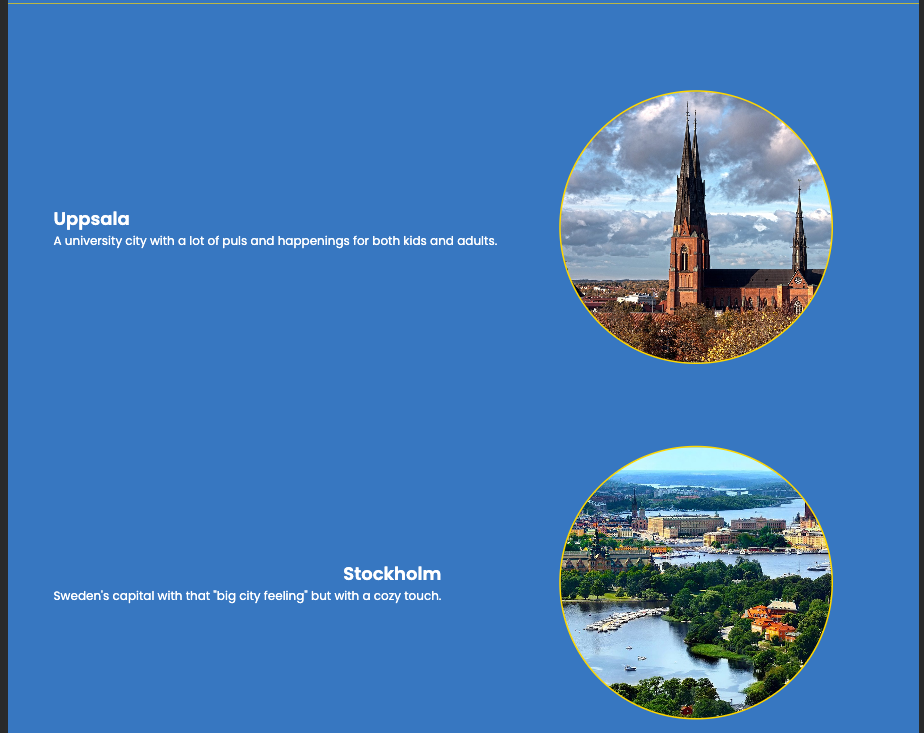 Uppsala
A university city with a lot of puls and happenings for both kids and adults.
Stockholm
Sweden's capital with that "big city feeling" but with a cozy touch.